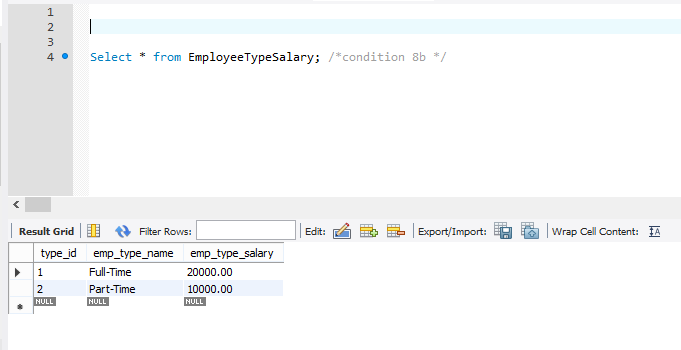 1
2
3
4 Select * from EmployeeTypeSalary; /*condition 8b */
Result Grid Filter Rows: Edit: Export/Import: Wrap Cell Content: IA
type_id emp_type_name emp_type_salary
1 Full-Time 20000.00
2 Part-Time 10000.00
NULL NULL NULL